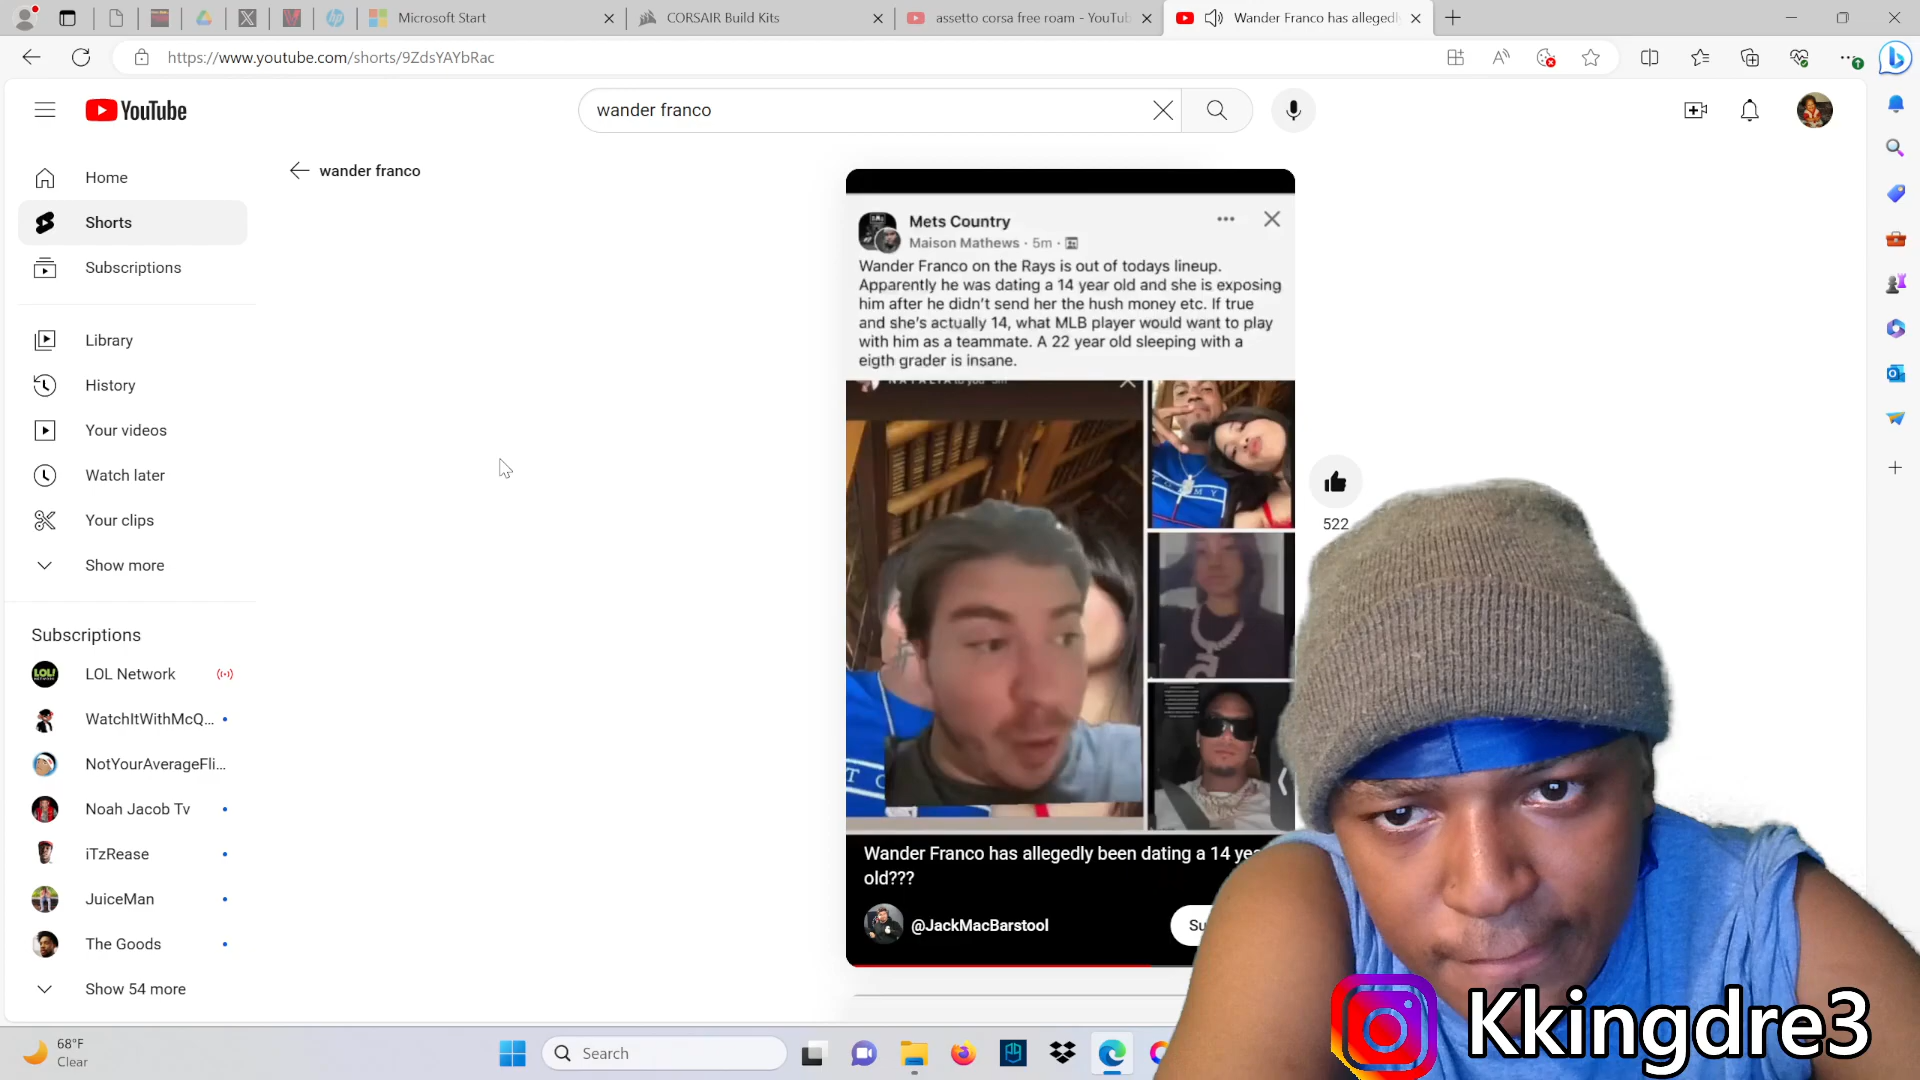 Microsoft Start
CORSAIR Build Kits
assetto corsa free roam - YouTub
Wander Franco has allegedl
https://www.youtube.com/shorts/9ZdsYAYbRac
YouTube
wander franco
wander franco
Home
Shorts
Subscriptions
Library
History
Your videos
Watch later
Your clips
Show more
Subscriptions
LOL Network
WatchItWithMcQ...
NotYourAverageFli...
Noah Jacob Tv
iTzRease
JuiceMan
The Goods
Show 54 more
Mets Country
Maison Mathews · 5m ·
Wander Franco on the Rays is out of todays lineup.
Apparently he was dating a 14 year old and she is exposing
him after he didn't send her the hush money etc. If true
and she's actually 14, what MLB player would want to play
with him as a teammate. A 22 year old sleeping with a
eigth grader is insane.
522
Wander Franco has allegedly been dating a 14 yea
old???
@JackMacBarstool
Su
Kkingdre3
68°F
Clear
Search